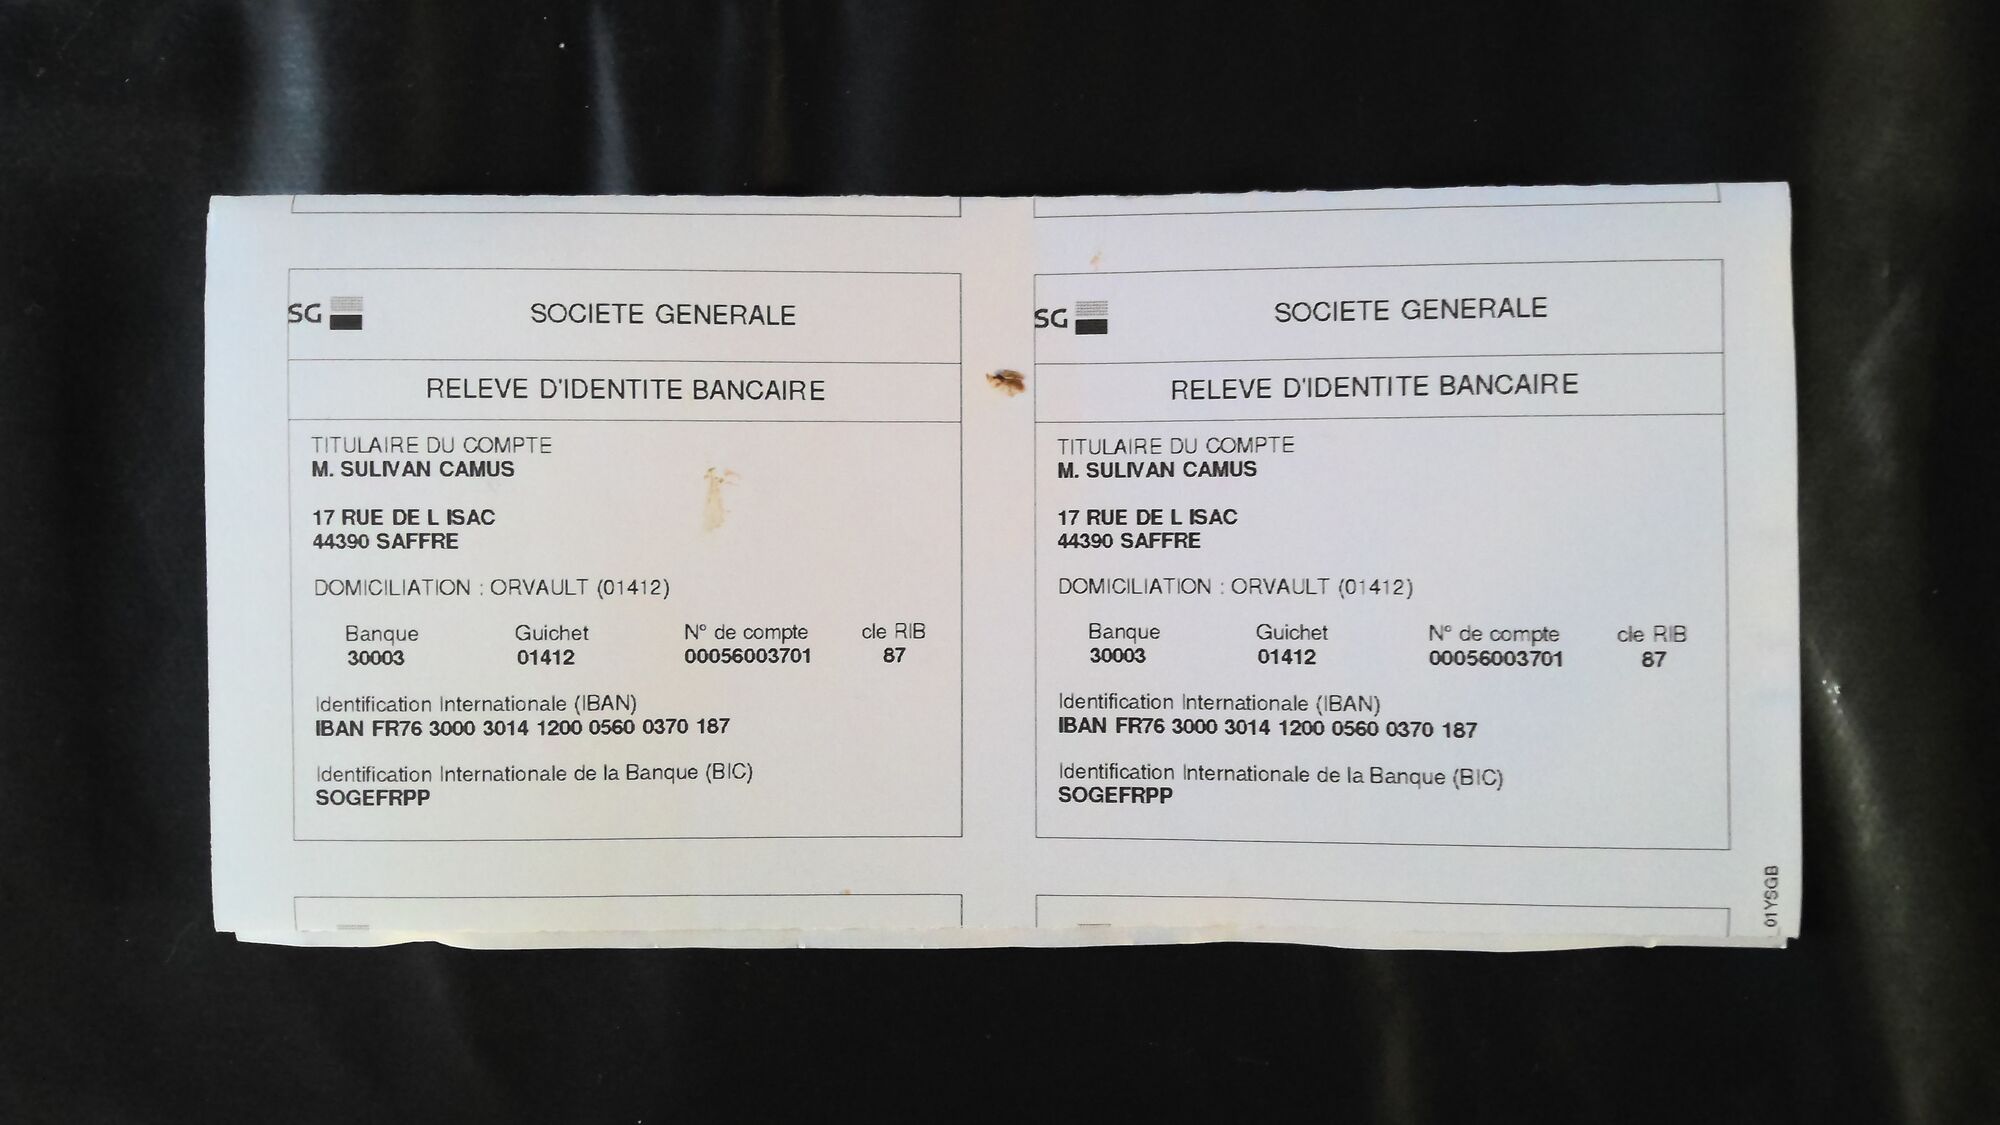 SG SOCIETE GENERALE
RELEVE D'IDENTITE BANCAIRE
TITULAIRE DU COMPTE
M. SULIVAN CAMUS
17 RUE DE L ISAC
44390 SAFFRE
DOMICILIATION : ORVAULT (01412)
Banque Guichet N° de compte cle RIB
30003 01412 00056003701 87
Identification Internationale (IBAN)
IBAN FR76 3000 3014 1200 0560 0370 187
Identification Internationale de la Banque (BIC)
SOGEFRPP
SG SOCIETE GENERALE
RELEVE D'IDENTITE BANCAIRE
TITULAIRE DU COMPTE
M. SULIVAN CAMUS
17 RUE DE L ISAC
44390 SAFFRE
DOMICILIATION : ORVAULT (01412)
Banque Guichet N° de compte cle RIB
30003 01412 00056003701 87
Identification Internationale (IBAN)
IBAN FR76 3000 3014 1200 0560 0370 187
Identification Internationale de la Banque (BIC)
SOGEFRPP
01YSGB